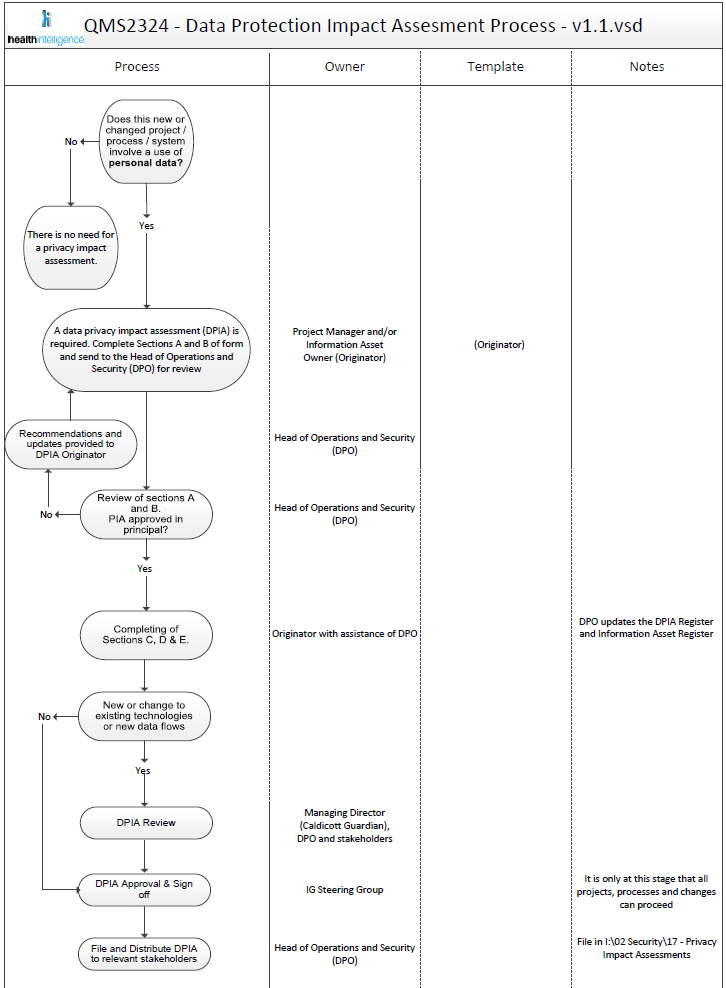 QMS2324 - Data Protection Impact Assesment Process - v1.1.vsd
healthintelligence
Process
Owner
Template
Notes
Does this new or
changed project /
process / system
involve a use of
personal data?
No
Yes
There is no need for
a privacy impact
assessment.
A data privacy impact assessment (DPIA) is
required. Complete Sections A and B of form
and send to the Head of Operations and
Security (DPO) for review
Project Manager and/or
Information Asset
Owner (Originator)
(Originator)
Recommendations and
updates provided to
DPIA Originator
Head of Operations and Security
(DPO)
Review of sections A
and B.
PIA approved in
principal?
Head of Operations and Security
(DPO)
No
Yes
Completing of
Sections C, D & E.
Originator with assistance of DPO
DPO updates the DPIA Register
and Information Asset Register
New or change to
existing technologies
or new data flows
No
Yes
DPIA Review
Managing Director
(Caldicott Guardian),
DPO and stakeholders
DPIA Approval & Sign
off
IG Steering Group
It is only at this stage that all
projects, processes and changes
can proceed
File and Distribute DPIA
to relevant stakeholders
Head of Operations and Security
(DPO)
File in I:\02 Security\17 - Privacy
Impact Assessments